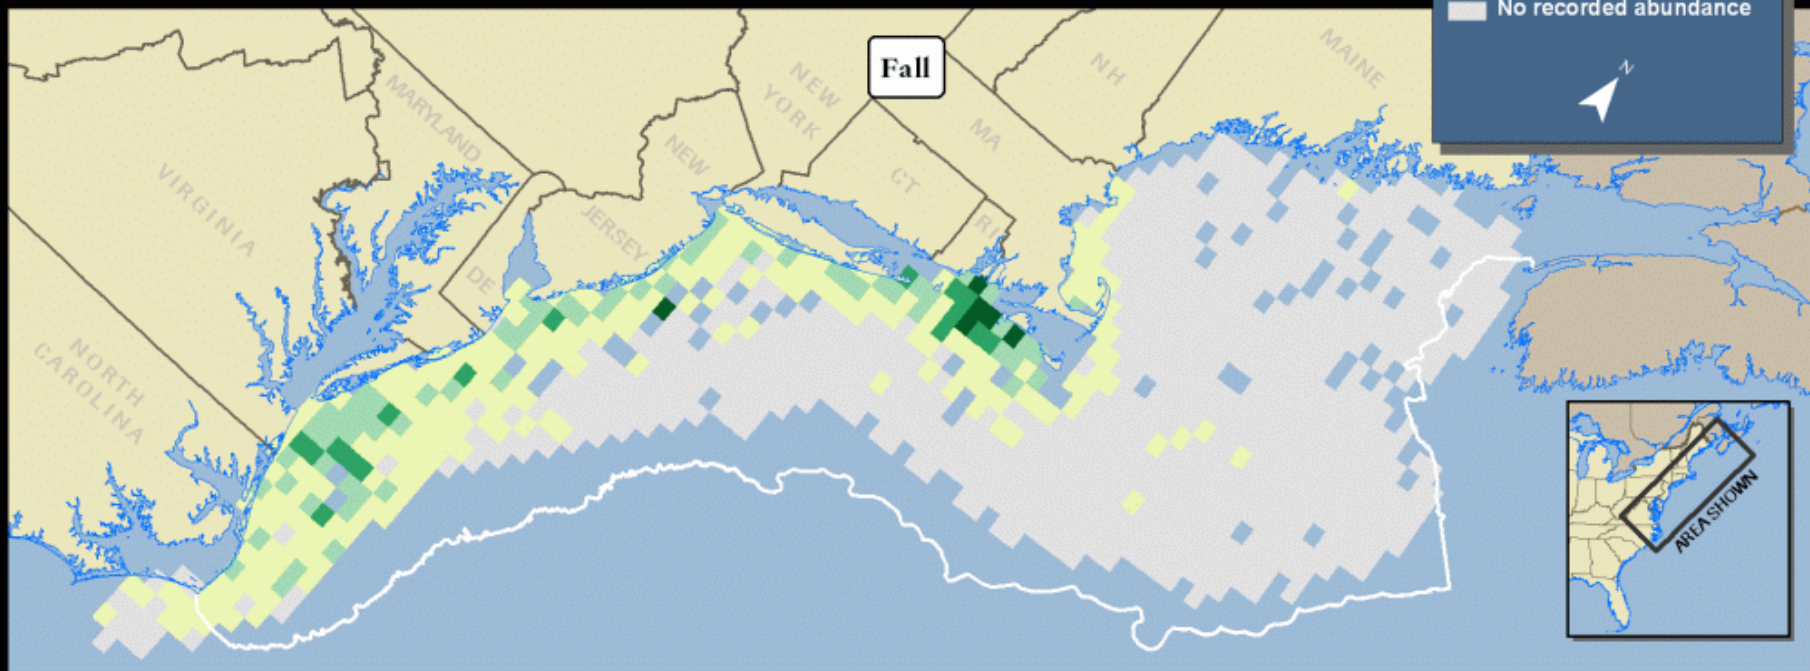 No recorded abundance
N
Fall
MAINE
NH
NEW
YORK
MA
MARYLAND
NEW
CT
VIRGINIA
JERSEY
RI
DE
NORTH
CAROLINA
AREA SHOWN